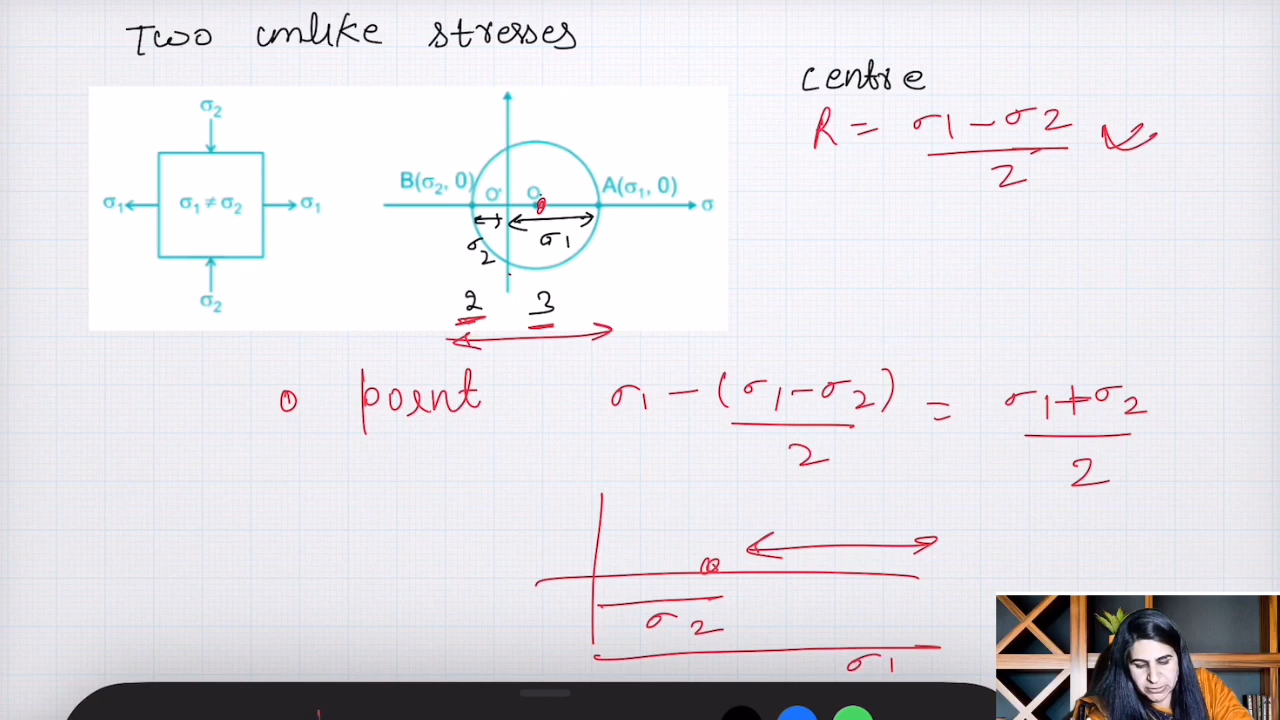 Two unlike stresses
centre
R = σ1 - σ2 / 2
σ2
B(σ2, 0) O' O A(σ1, 0)
σ1 σ1 ≠ σ2 σ1 σ
σ2 σ1
σ2
2 3
O point σ1 - (σ1 - σ2) / 2 = σ1 + σ2 / 2
σ2
σ1